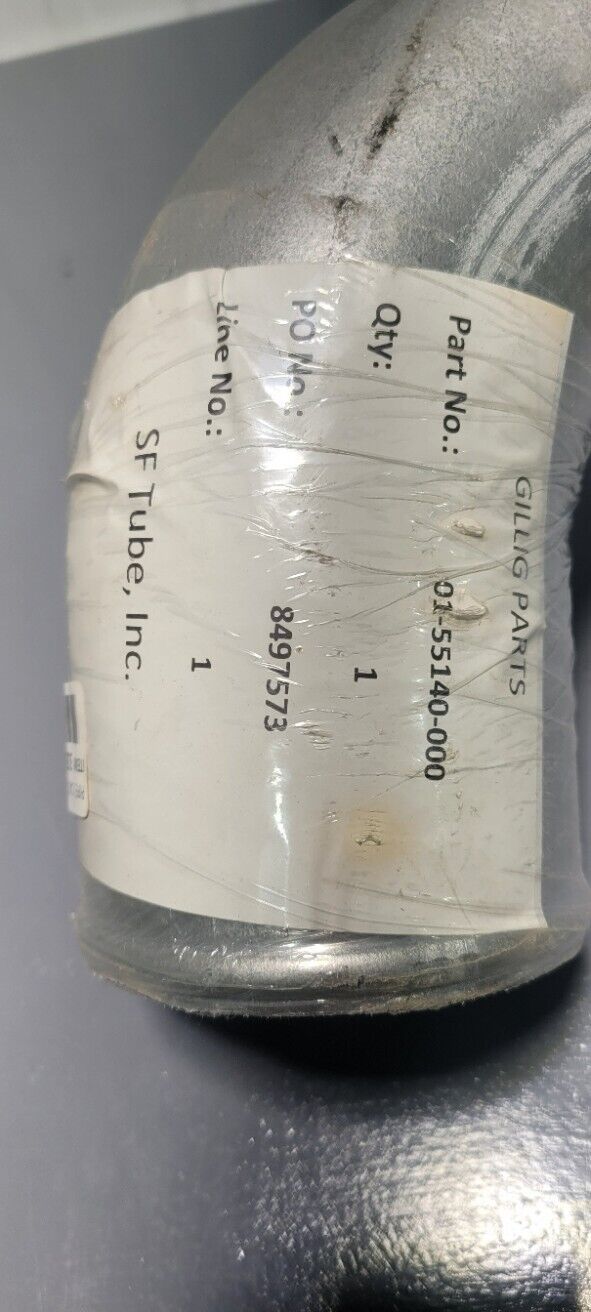 GILLIG PARTS
Part No.: 01-55140-000
Qty: 1
PO No.: 8497573
Line No.: 1
SF Tube, Inc.